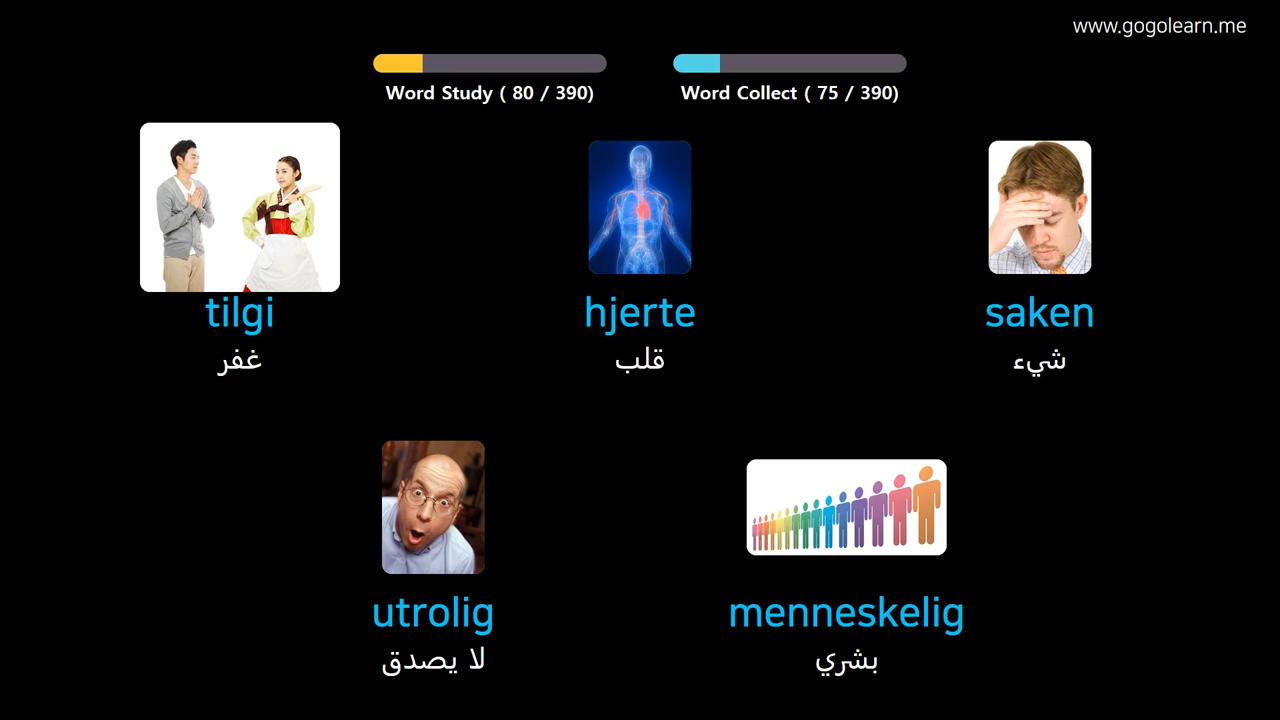 www.gogolearn.me
Word Study ( 80 / 390)
Word Collect ( 75 / 390)
tilgi
غفر
hjerte
قلب
saken
شيء
utrolig
لا يصدق
menneskelig
بشري